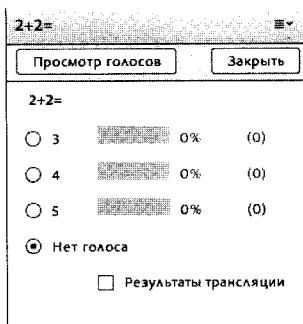 2+2=
Просмотр голосов Закрыть
2+2=
3 0% (0)
4 0% (0)
5 0% (0)
Нет голоса
Результаты трансляции